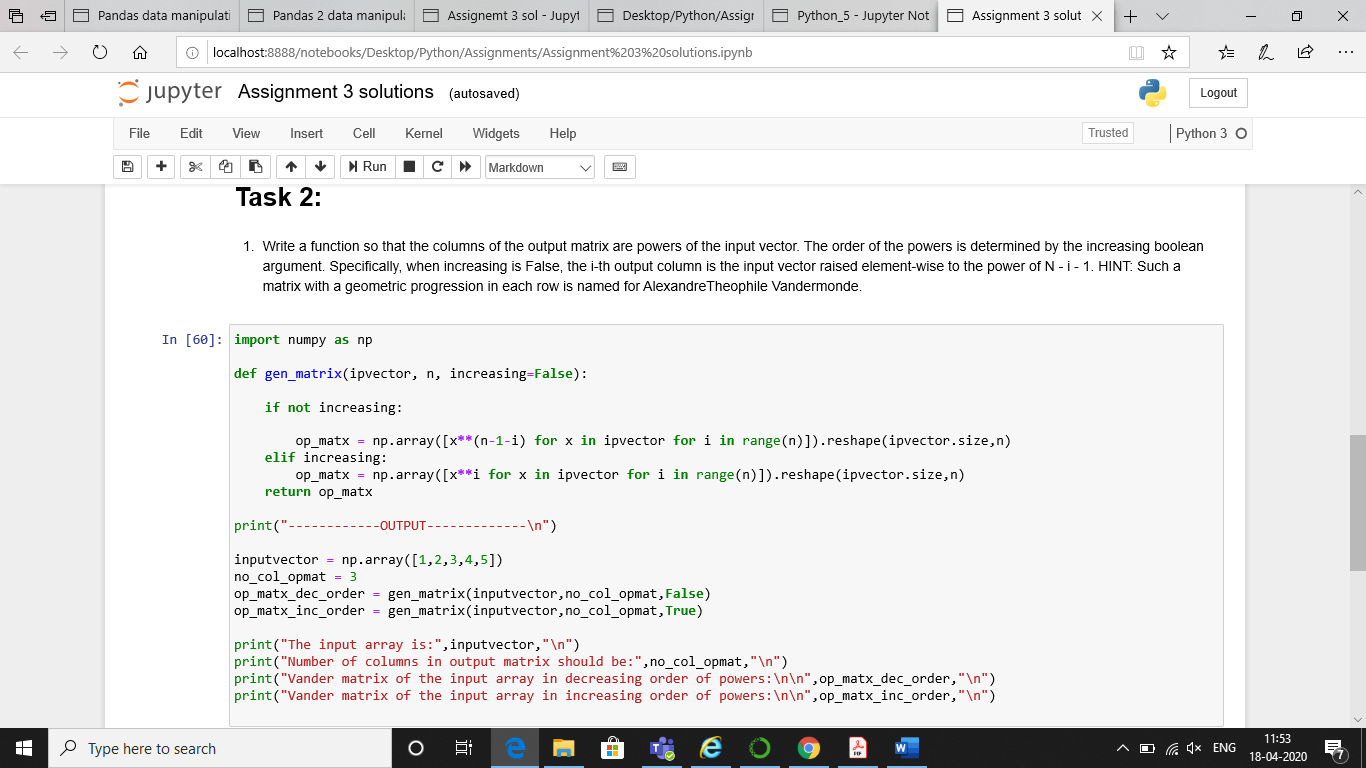 Pandas data manipulati
Pandas 2 data manipula
Assignemt 3 sol - Jupyt
Desktop/Python/Assigr
Python_5 - Jupyter Not
Assignment 3 solut
localhost:8888/notebooks/Desktop/Python/Assignments/Assignment%203%20solutions.ipynb
jupyter Assignment 3 solutions (autosaved)
Logout
File Edit View Insert Cell Kernel Widgets Help
Trusted
Python 3
Run
Markdown
Task 2:
1. Write a function so that the columns of the output matrix are powers of the input vector. The order of the powers is determined by the increasing boolean
argument. Specifically, when increasing is False, the i-th output column is the input vector raised element-wise to the power of N - i - 1. HINT: Such a
matrix with a geometric progression in each row is named for AlexandreTheophile Vandermonde.
In [60]:
import numpy as np
def gen_matrix(ipvector, n, increasing=False):
    if not increasing:
        op_matx = np.array([x**(n-1-i) for x in ipvector for i in range(n)]).reshape(ipvector.size,n)
    elif increasing:
        op_matx = np.array([x**i for x in ipvector for i in range(n)]).reshape(ipvector.size,n)
    return op_matx
print("------------OUTPUT-------------\n")
inputvector = np.array([1,2,3,4,5])
no_col_opmat = 3
op_matx_dec_order = gen_matrix(inputvector,no_col_opmat,False)
op_matx_inc_order = gen_matrix(inputvector,no_col_opmat,True)
print("The input array is:",inputvector,"\n")
print("Number of columns in output matrix should be:",no_col_opmat,"\n")
print("Vander matrix of the input array in decreasing order of powers:\n\n",op_matx_dec_order,"\n")
print("Vander matrix of the input array in increasing order of powers:\n\n",op_matx_inc_order,"\n")
Type here to search
ENG
11:53
18-04-2020
7